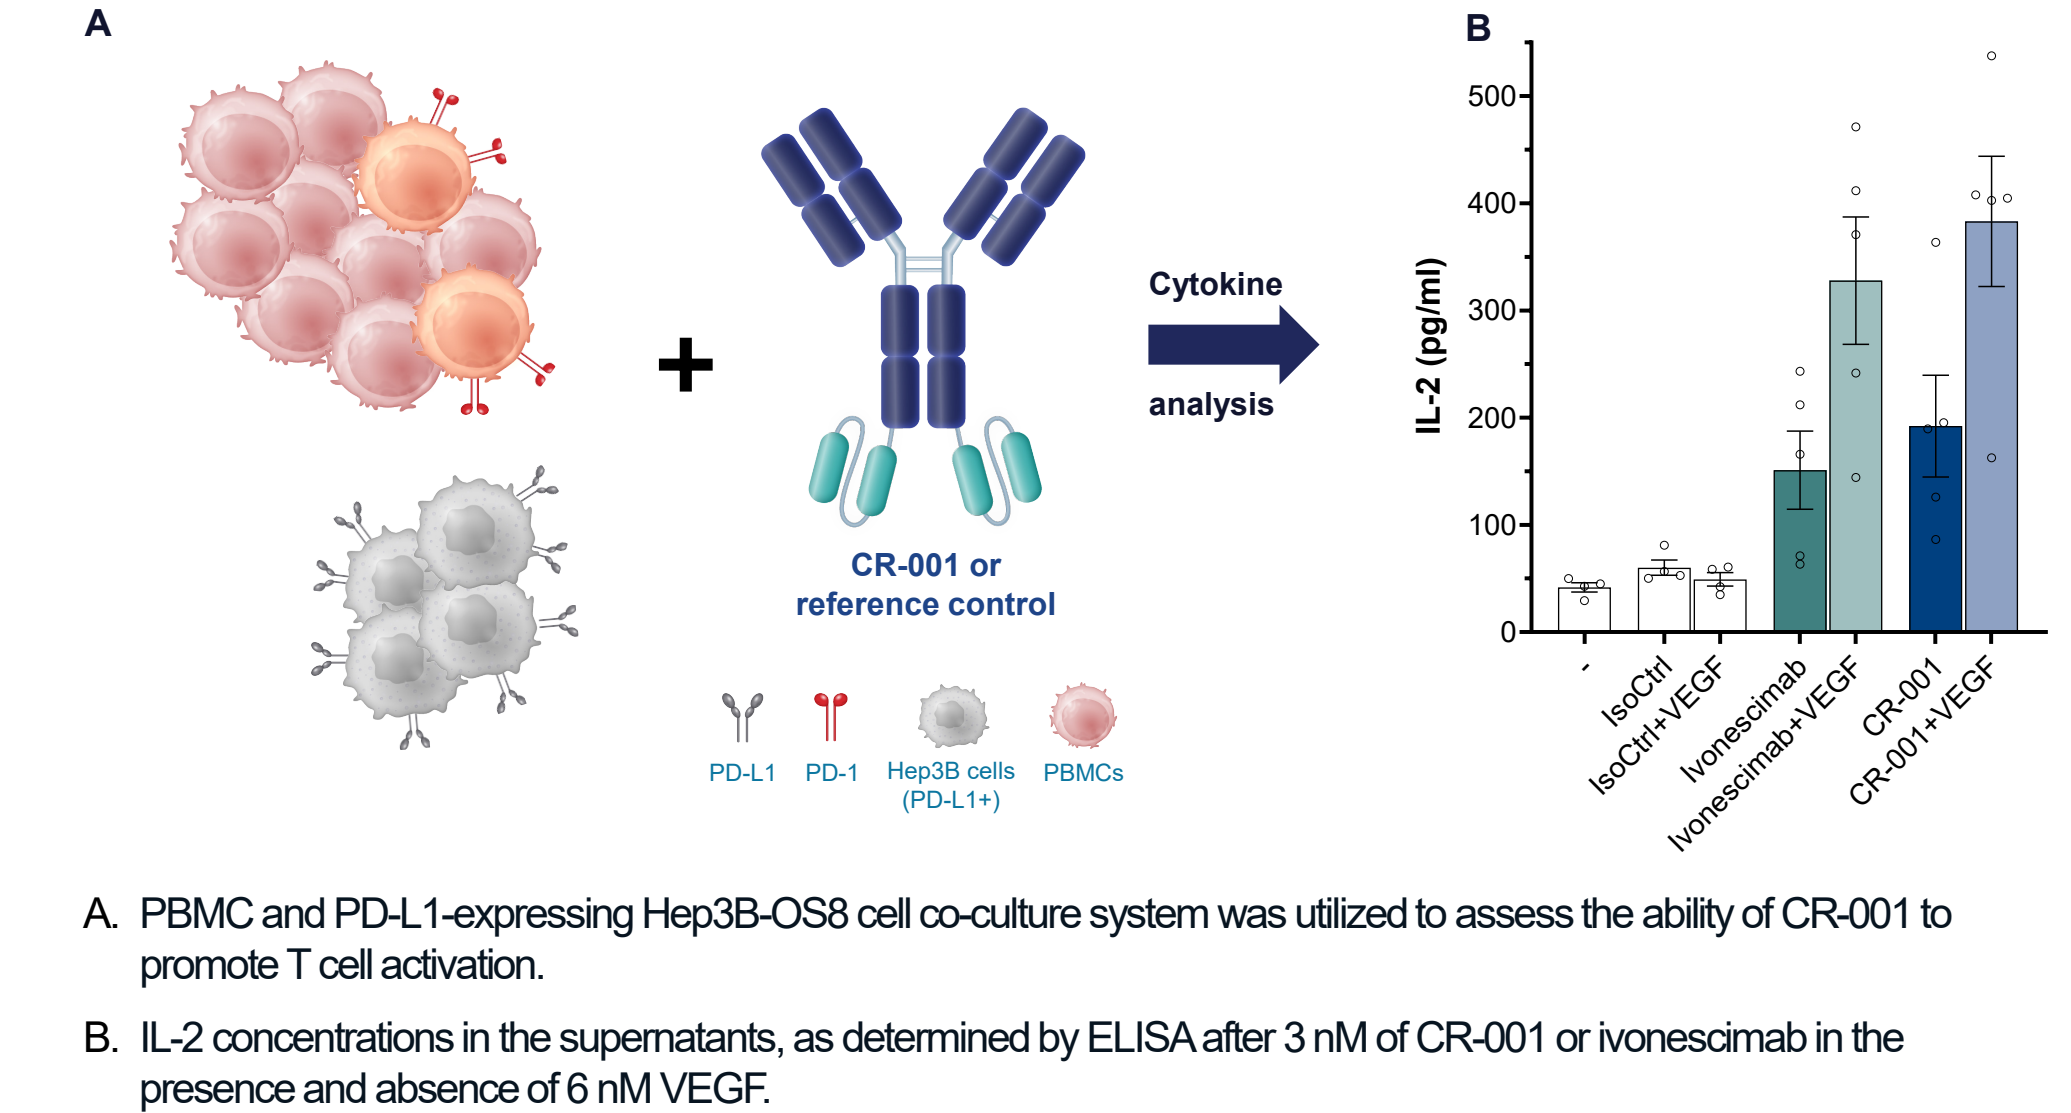 A
Cytokine
analysis
CR-001 or
reference control
PD-L1
PD-1
Hep3B cells
(PD-L1+)
PBMCs
B
IL-2 (pg/ml)
500
400
300
200
100
0
-
IsoCtrl
IsoCtrl+VEGF
Ivonescimab
Ivonescimab+VEGF
CR-001
CR-001+VEGF
A. PBMC and PD-L1-expressing Hep3B-OS8 cell co-culture system was utilized to assess the ability of CR-001 to
promote T cell activation.
B. IL-2 concentrations in the supernatants, as determined by ELISA after 3 nM of CR-001 or ivonescimab in the
presence and absence of 6 nM VEGF.